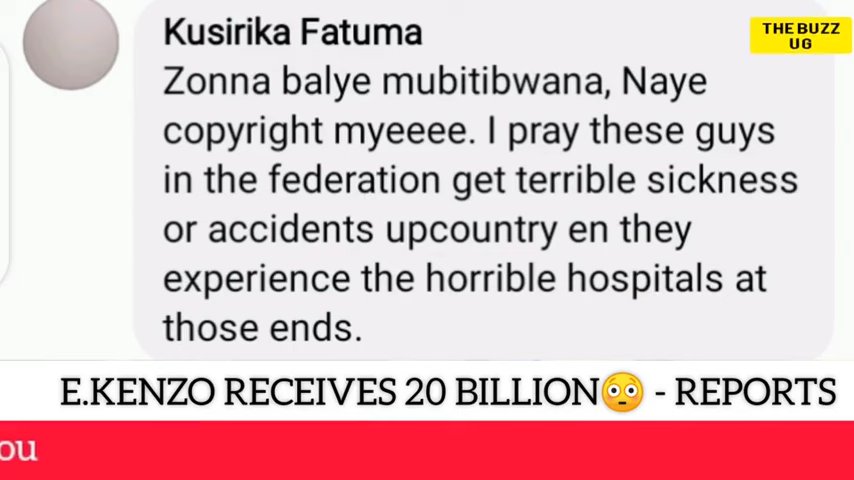 Kusirika Fatuma
THE BUZZ
UG
Zonna balye mubitibwana, Naye
copyright myeeee. I pray these guys
in the federation get terrible sickness
or accidents upcountry en they
experience the horrible hospitals at
those ends.
E.KENZO RECEIVES 20 BILLION😳 - REPORTS
ou